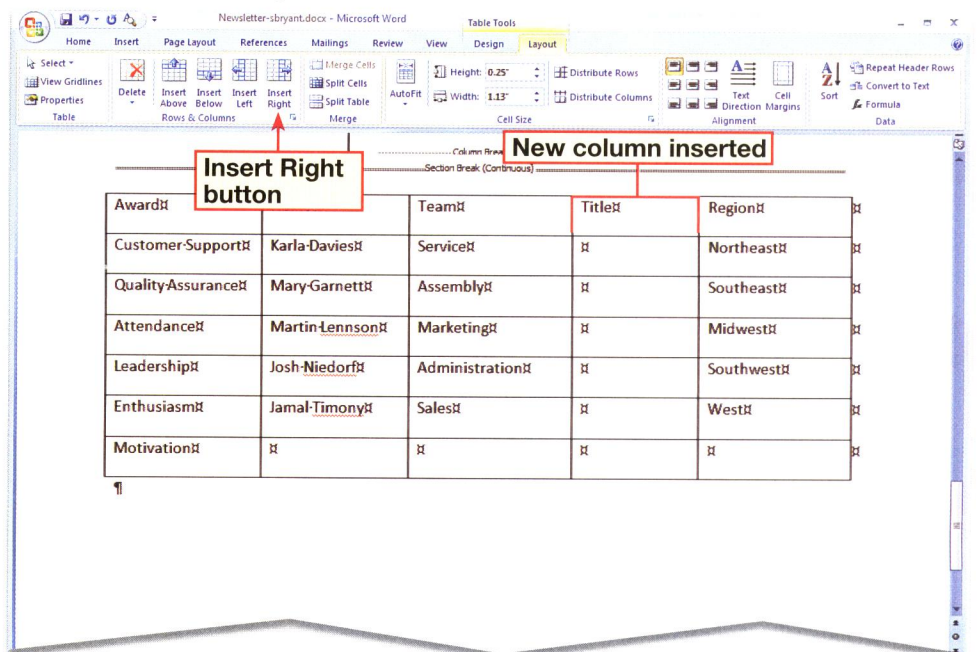 Newsletter-sbryant.docx - Microsoft Word
Table Tools
Home Insert Page Layout References Mailings Review View Design Layout
Select
View Gridlines
Properties
Table
Delete
Insert Above
Insert Below
Insert Left
Insert Right
Rows & Columns
Merge Cells
Split Cells
Split Table
Merge
AutoFit
Height: 0.25"
Width: 1.13"
Distribute Rows
Distribute Columns
Cell Size
Text Direction
Cell Margins
Alignment
Sort
Repeat Header Rows
Convert to Text
Formula
Data
Insert Right
button
New column inserted
Column
Section Break (Continuous)
Award¤ Team¤ Title¤ Region¤ ¤
Customer·Support¤ Karla·Davies¤ Service¤ ¤ Northeast¤ ¤
Quality·Assurance¤ Mary·Garnett¤ Assembly¤ ¤ Southeast¤ ¤
Attendance¤ Martin·Lennson¤ Marketing¤ ¤ Midwest¤ ¤
Leadership¤ Josh·Niedorf¤ Administration¤ ¤ Southwest¤ ¤
Enthusiasm¤ Jamal·Timony¤ Sales¤ ¤ West¤ ¤
Motivation¤ ¤ ¤ ¤ ¤ ¤
¶